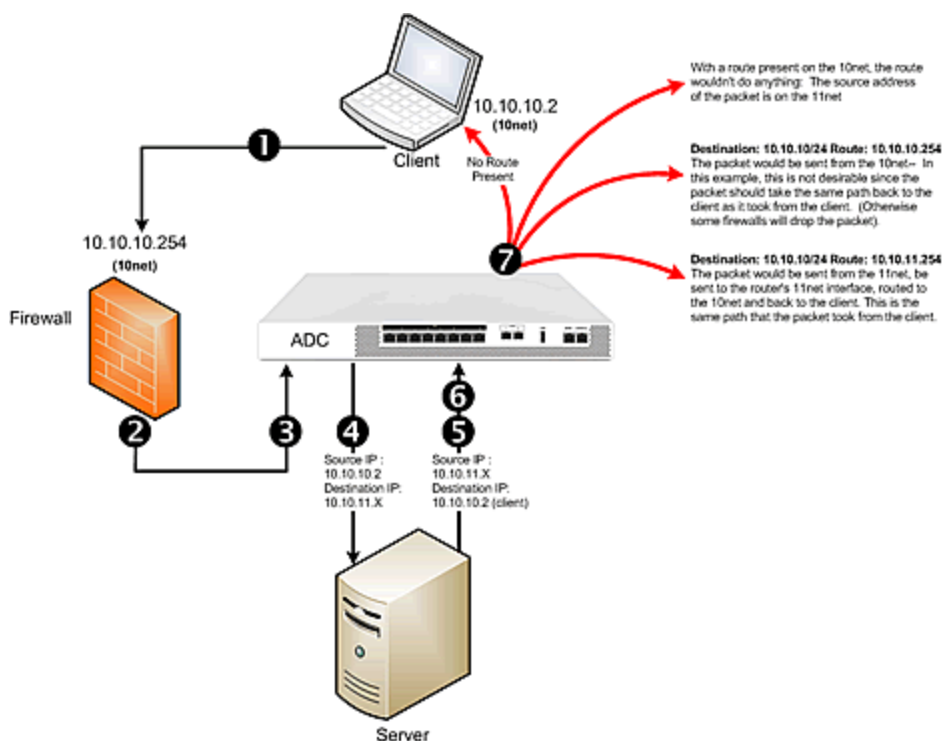 10.10.10.2
(10net)
Client
No Route
Present
1
10.10.10.254
(10net)
Firewall
ADC
2
3
4
5
6
7
Source IP :
10.10.10.2
Destination IP:
10.10.11.X
Source IP:
10.10.11.X
Destination IP:
10.10.10.2 (client)
Server
With a route present on the 10net, the route
wouldn't do anything: The source address
of the packet is on the 11net
Destination: 10.10.10/24 Route: 10.10.10.254
The packet would be sent from the 10net-- In
this example, this is not desirable since the
packet should take the same path back to the
client as it took from the client. (Otherwise
some firewalls will drop the packet).
Destination: 10.10.10/24 Route: 10.10.11.254
The packet would be sent from the 11net, be
sent to the router's 11net interface, routed to
the 10net and back to the client. This is the
same path that the packet took from the client.